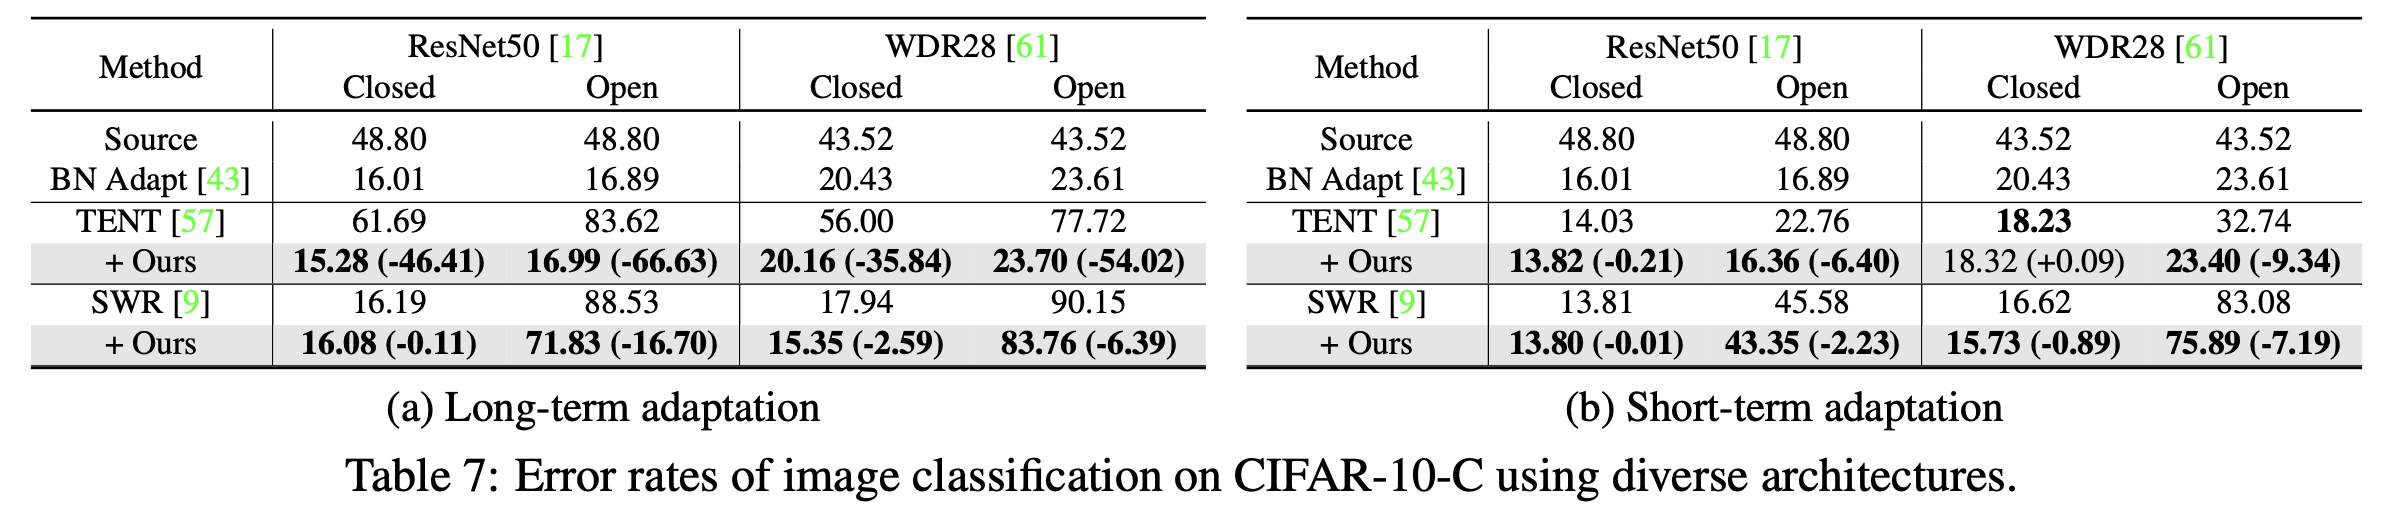 Method ResNet50 [17] WDR28 [61]
Closed Open Closed Open
Source 48.80 48.80 43.52 43.52
BN Adapt [43] 16.01 16.89 20.43 23.61
TENT [57] 61.69 83.62 56.00 77.72
+ Ours 15.28 (-46.41) 16.99 (-66.63) 20.16 (-35.84) 23.70 (-54.02)
SWR [9] 16.19 88.53 17.94 90.15
+ Ours 16.08 (-0.11) 71.83 (-16.70) 15.35 (-2.59) 83.76 (-6.39)
(a) Long-term adaptation
Method ResNet50 [17] WDR28 [61]
Closed Open Closed Open
Source 48.80 48.80 43.52 43.52
BN Adapt [43] 16.01 16.89 20.43 23.61
TENT [57] 14.03 22.76 18.23 32.74
+ Ours 13.82 (-0.21) 16.36 (-6.40) 18.32 (+0.09) 23.40 (-9.34)
SWR [9] 13.81 45.58 16.62 83.08
+ Ours 13.80 (-0.01) 43.35 (-2.23) 15.73 (-0.89) 75.89 (-7.19)
(b) Short-term adaptation
Table 7: Error rates of image classification on CIFAR-10-C using diverse architectures.